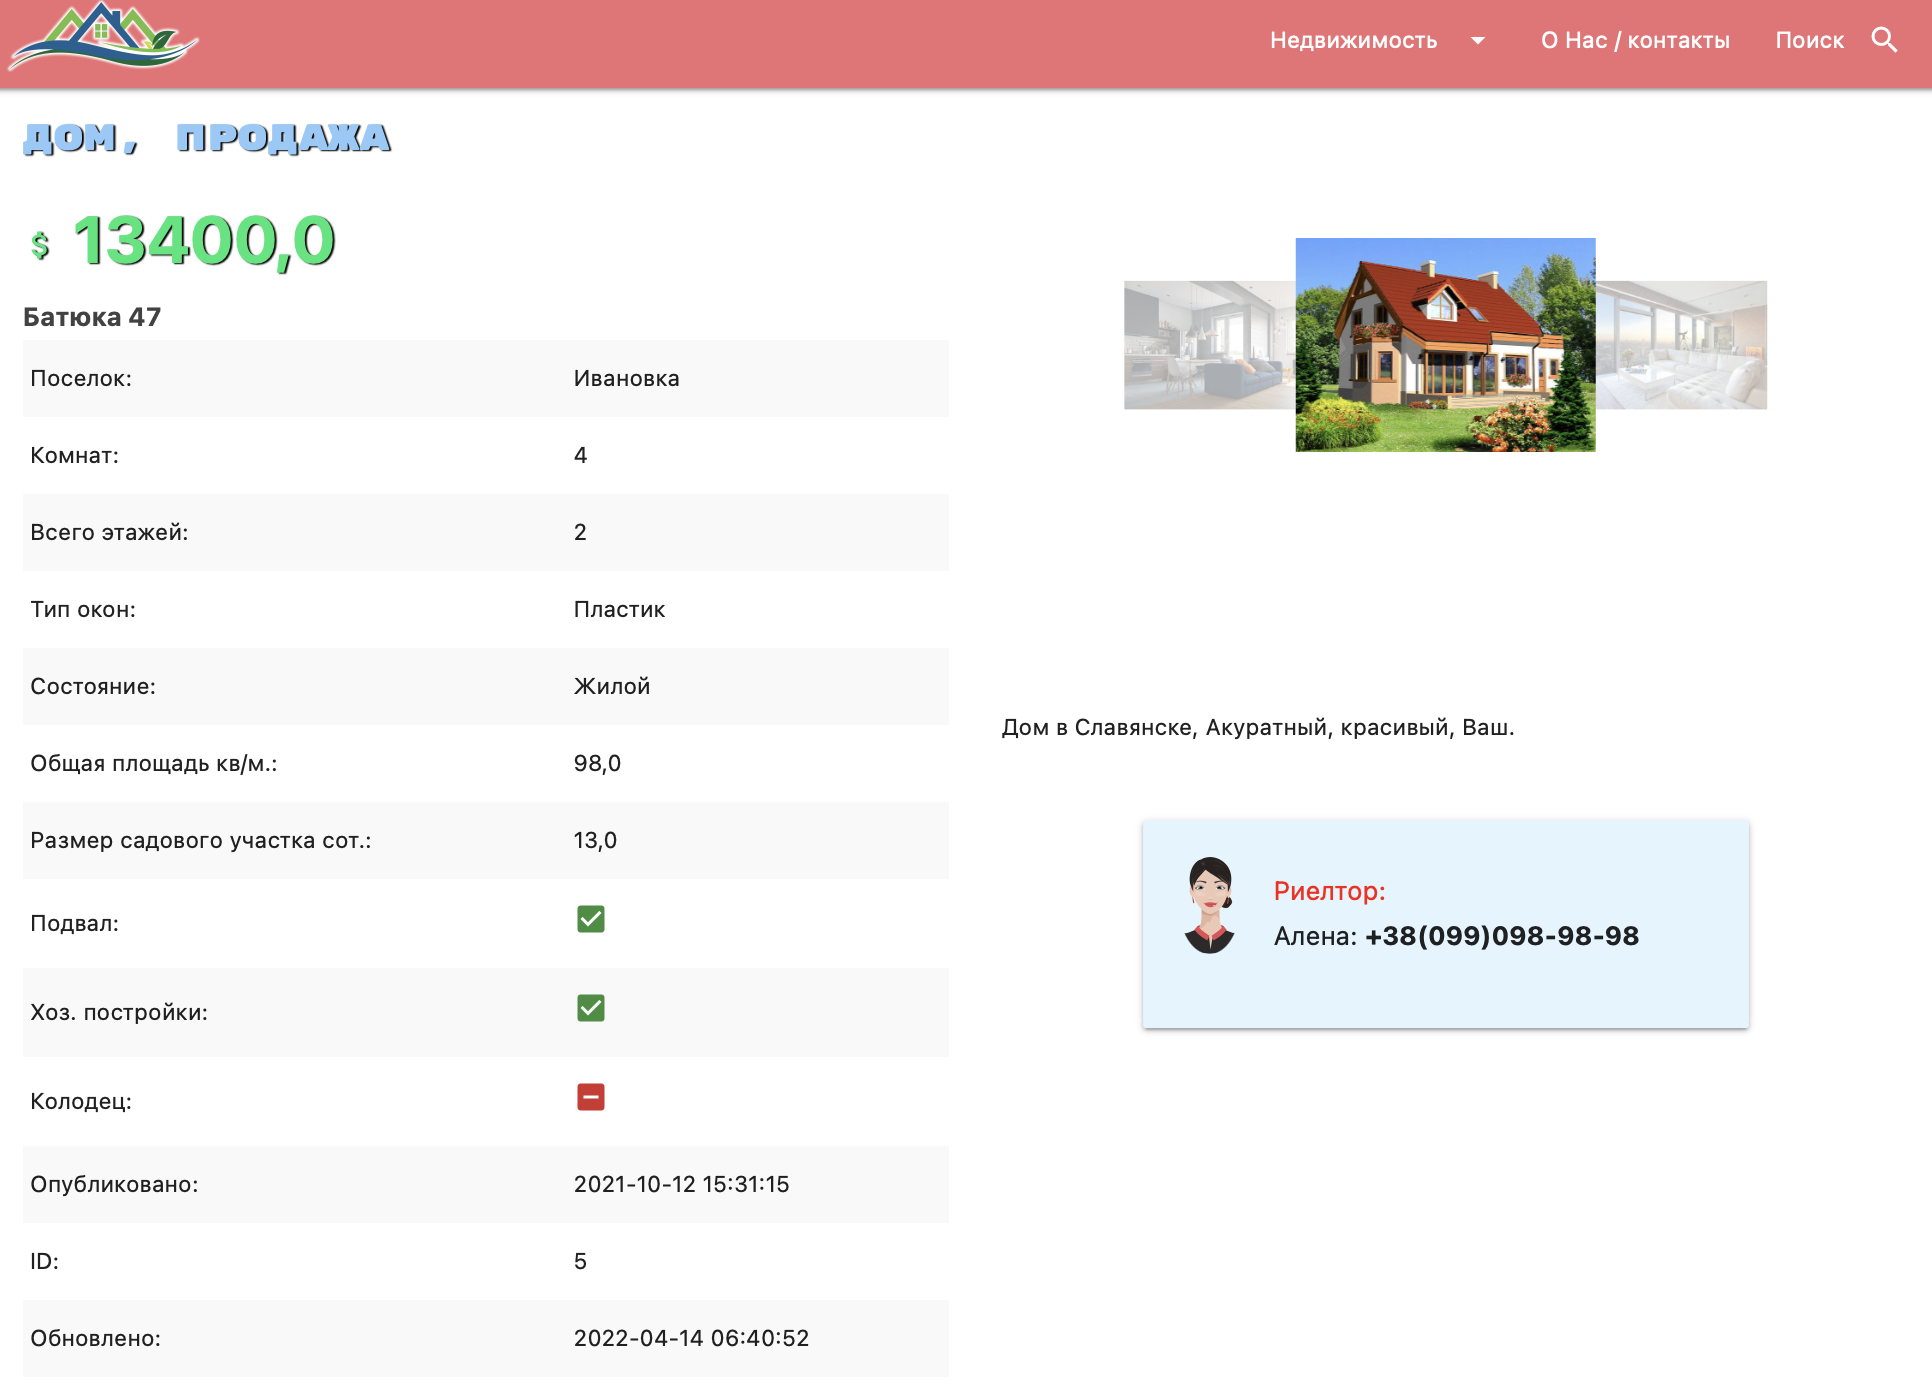 Недвижимость
О Нас / контакты
Поиск
ДОМ, ПРОДАЖА
$ 13400,0
Батюка 47
Поселок: Ивановка
Комнат: 4
Всего этажей: 2
Тип окон: Пластик
Состояние: Жилой
Общая площадь кв/м.: 98,0
Размер садового участка сот.: 13,0
Подвал:
Хоз. постройки:
Колодец:
Опубликовано: 2021-10-12 15:31:15
ID: 5
Обновлено: 2022-04-14 06:40:52
Дом в Славянске, Акуратный, красивый, Ваш.
Риелтор:
Алена: +38(099)098-98-98